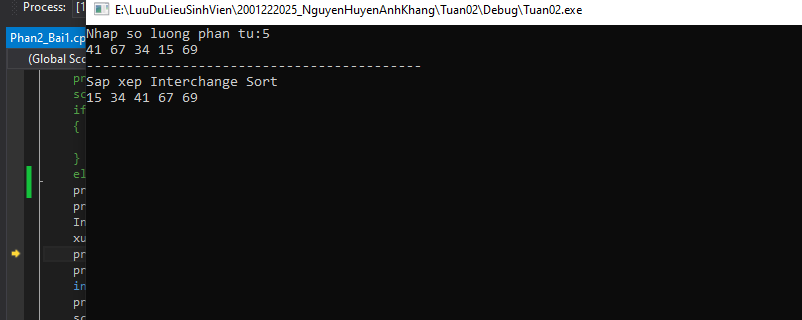 Process: [1
E:\LuuDuLieuSinhVien\2001222025_NguyenHuyenAnhKhang\Tuan02\Debug\Tuan02.exe
Phan2_Bai1.cp
(Global Sco
Nhap so luong phan tu:5
41 67 34 15 69
------------------------------------------
Sap xep Interchange Sort
15 34 41 67 69
pr
sc
if
{
}
el
pr
pr
In
xu
pr
pr
in
pr
sc